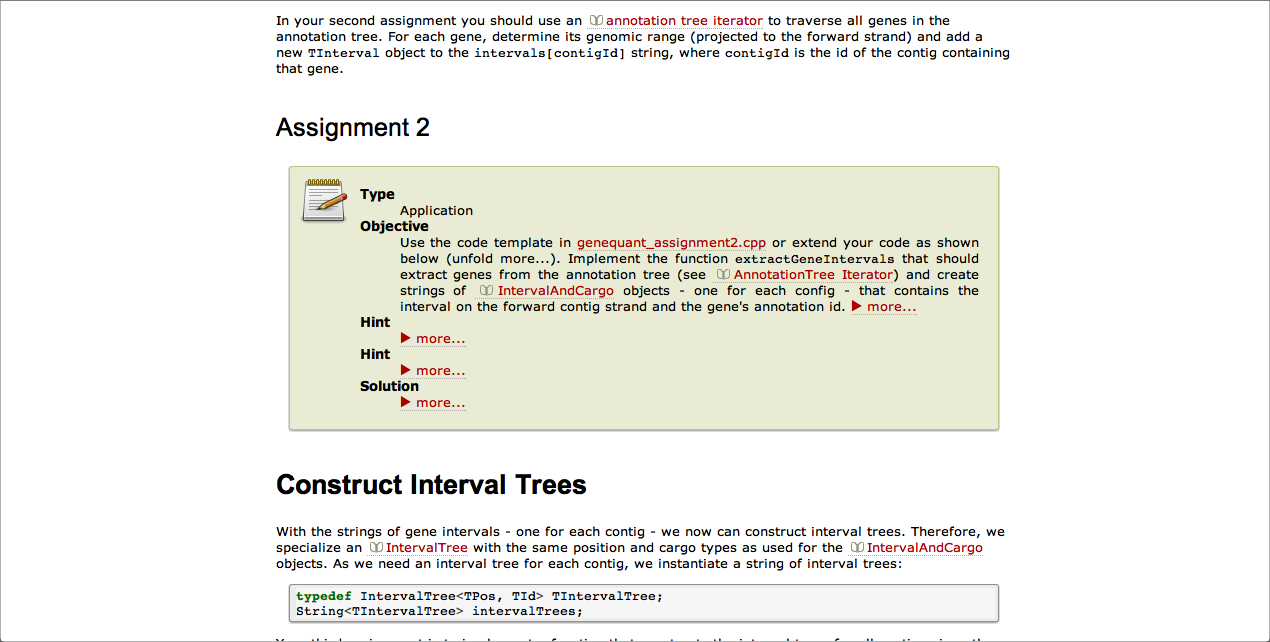 In your second assignment you should use an annotation tree iterator to traverse all genes in the
annotation tree. For each gene, determine its genomic range (projected to the forward strand) and add a
new TInterval object to the intervals[contigId] string, where contigId is the id of the contig containing
that gene.
Assignment 2
Type
Application
Objective
Use the code template in genequant_assignment2.cpp or extend your code as shown
below (unfold more...). Implement the function extractGeneIntervals that should
extract genes from the annotation tree (see AnnotationTree Iterator) and create
strings of IntervalAndCargo objects - one for each config - that contains the
interval on the forward contig strand and the gene's annotation id. ▶ more...
Hint
▶ more...
Hint
▶ more...
Solution
▶ more...
Construct Interval Trees
With the strings of gene intervals - one for each contig - we now can construct interval trees. Therefore, we
specialize an IntervalTree with the same position and cargo types as used for the IntervalAndCargo
objects. As we need an interval tree for each contig, we instantiate a string of interval trees:
typedef IntervalTree<TPos, TId> TIntervalTree;
String<TIntervalTree> intervalTrees;